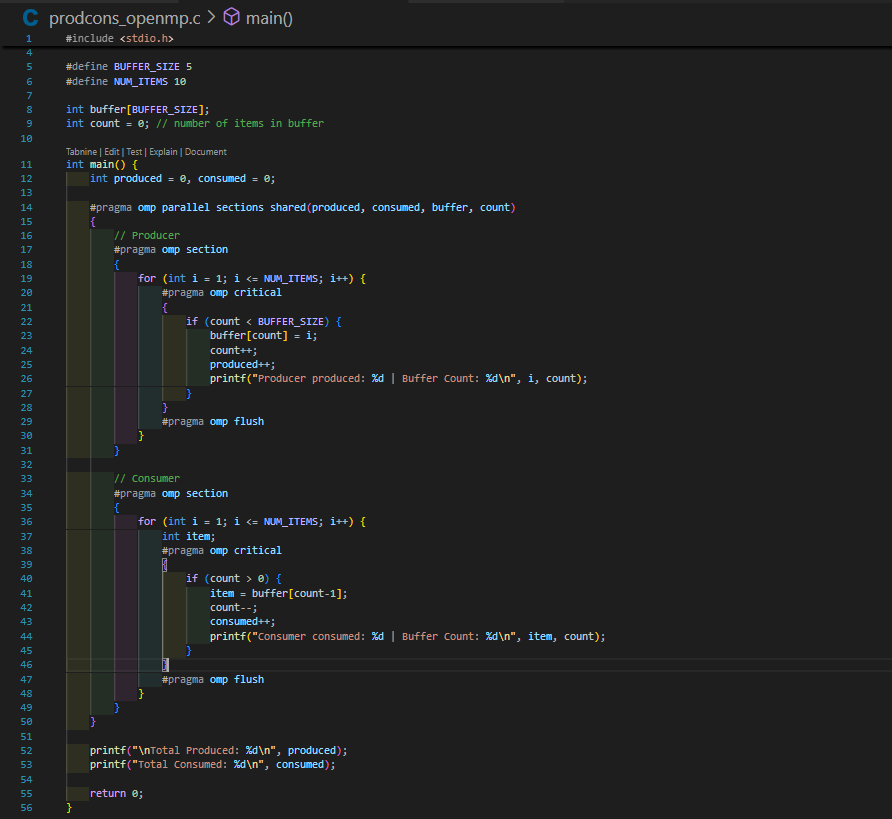 prodcons_openmp.c > main()
1 #include <stdio.h>
4
5 #define BUFFER_SIZE 5
6 #define NUM_ITEMS 10
7
8 int buffer[BUFFER_SIZE];
9 int count = 0; // number of items in buffer
10
Tabnine | Edit | Test | Explain | Document
11 int main() {
12     int produced = 0, consumed = 0;
13
14     #pragma omp parallel sections shared(produced, consumed, buffer, count)
15     {
16         // Producer
17         #pragma omp section
18         {
19             for (int i = 1; i <= NUM_ITEMS; i++) {
20                 #pragma omp critical
21                 {
22                     if (count < BUFFER_SIZE) {
23                         buffer[count] = i;
24                         count++;
25                         produced++;
26                         printf("Producer produced: %d | Buffer Count: %d\n", i, count);
27                     }
28                 }
29                 #pragma omp flush
30             }
31         }
32
33         // Consumer
34         #pragma omp section
35         {
36             for (int i = 1; i <= NUM_ITEMS; i++) {
37                 int item;
38                 #pragma omp critical
39                 {
40                     if (count > 0) {
41                         item = buffer[count-1];
42                         count--;
43                         consumed++;
44                         printf("Consumer consumed: %d | Buffer Count: %d\n", item, count);
45                     }
46                 }
47                 #pragma omp flush
48             }
49         }
50     }
51
52     printf("\nTotal Produced: %d\n", produced);
53     printf("Total Consumed: %d\n", consumed);
54
55     return 0;
56 }